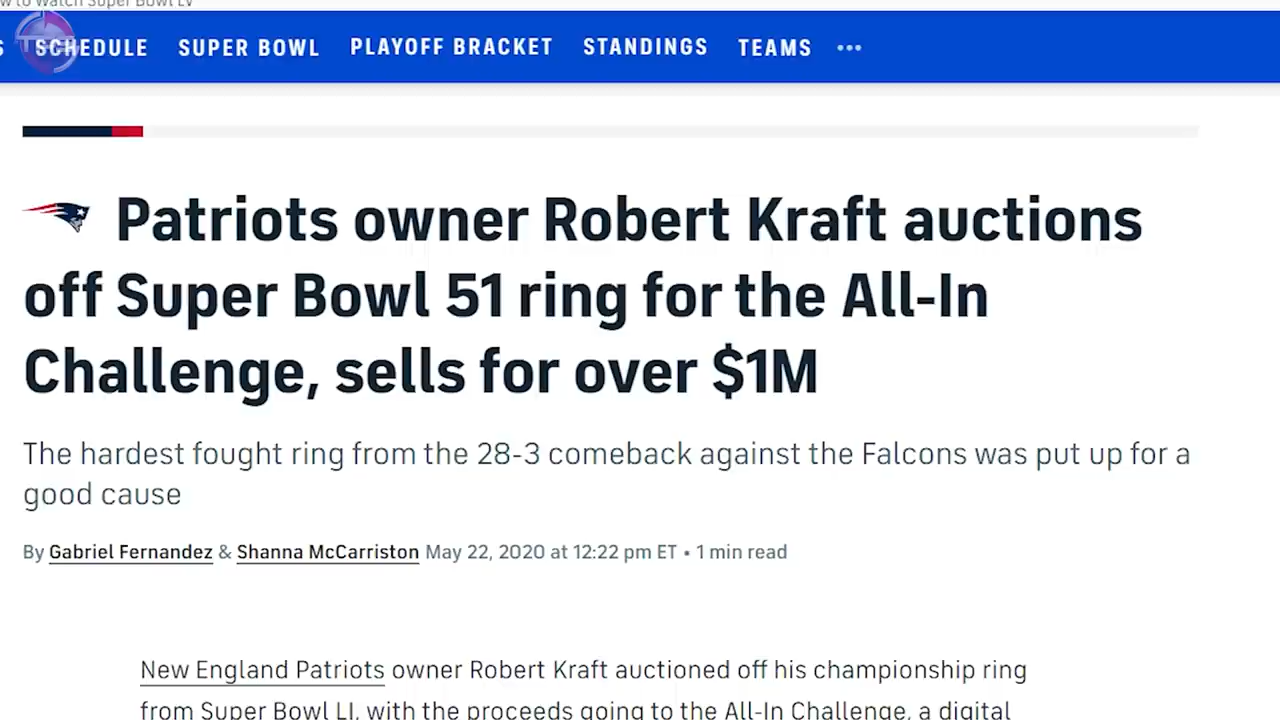 SCHEDULE SUPER BOWL PLAYOFF BRACKET STANDINGS TEAMS •••
Patriots owner Robert Kraft auctions
off Super Bowl 51 ring for the All-In
Challenge, sells for over $1M
The hardest fought ring from the 28-3 comeback against the Falcons was put up for a
good cause
By Gabriel Fernandez & Shanna McCarriston May 22, 2020 at 12:22 pm ET • 1 min read
New England Patriots owner Robert Kraft auctioned off his championship ring
from Super Bowl LI, with the proceeds going to the All-In Challenge, a digital